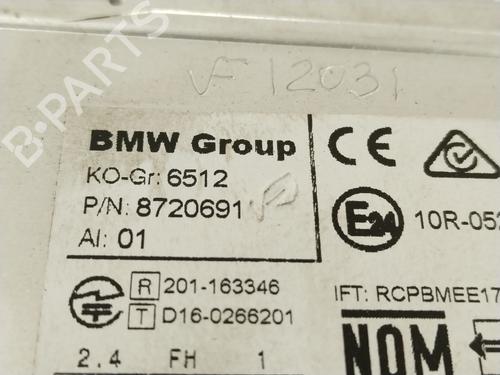 VF 12031
BMW Group
KO-Gr: 6512
P/N: 8720691
AI: 01
CE
E24
10R-052
R 201-163346
T D16-0266201
IFT: RCPBMEE17
2.4 FH 1
NOM
B-PARTS